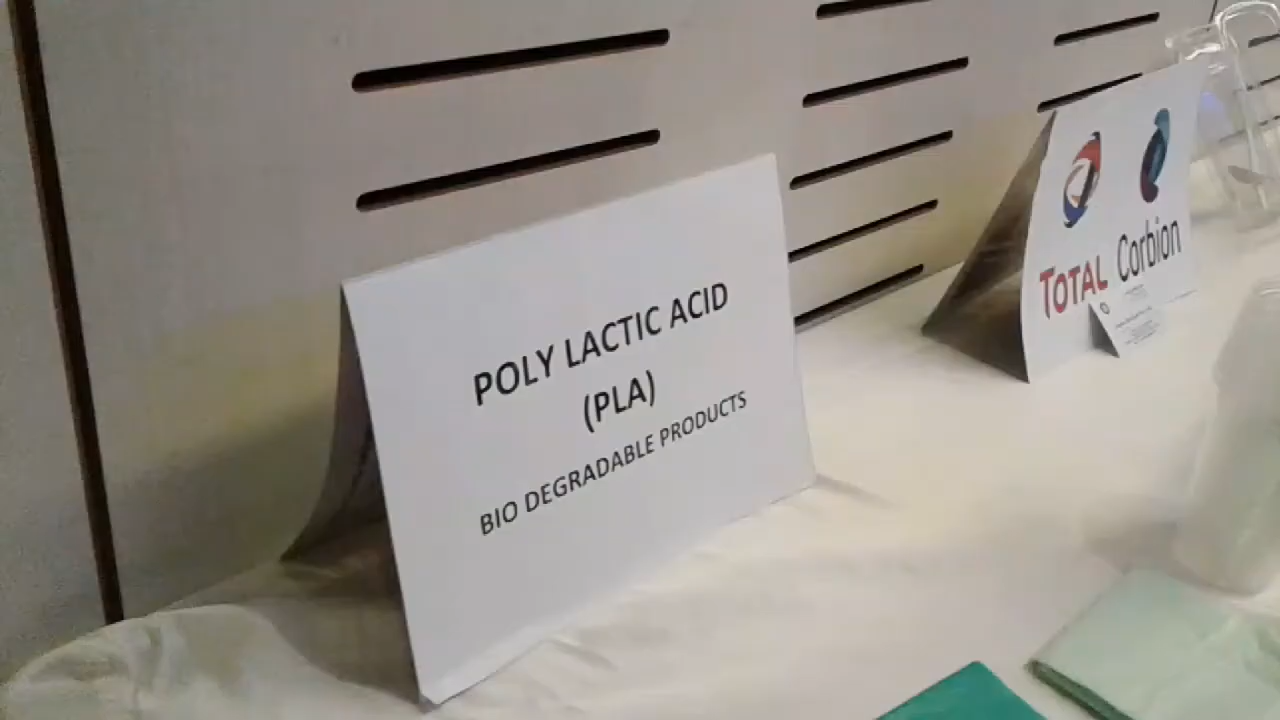 POLY LACTIC ACID
(PLA)
BIO DEGRADABLE PRODUCTS
TOTAL Corbion